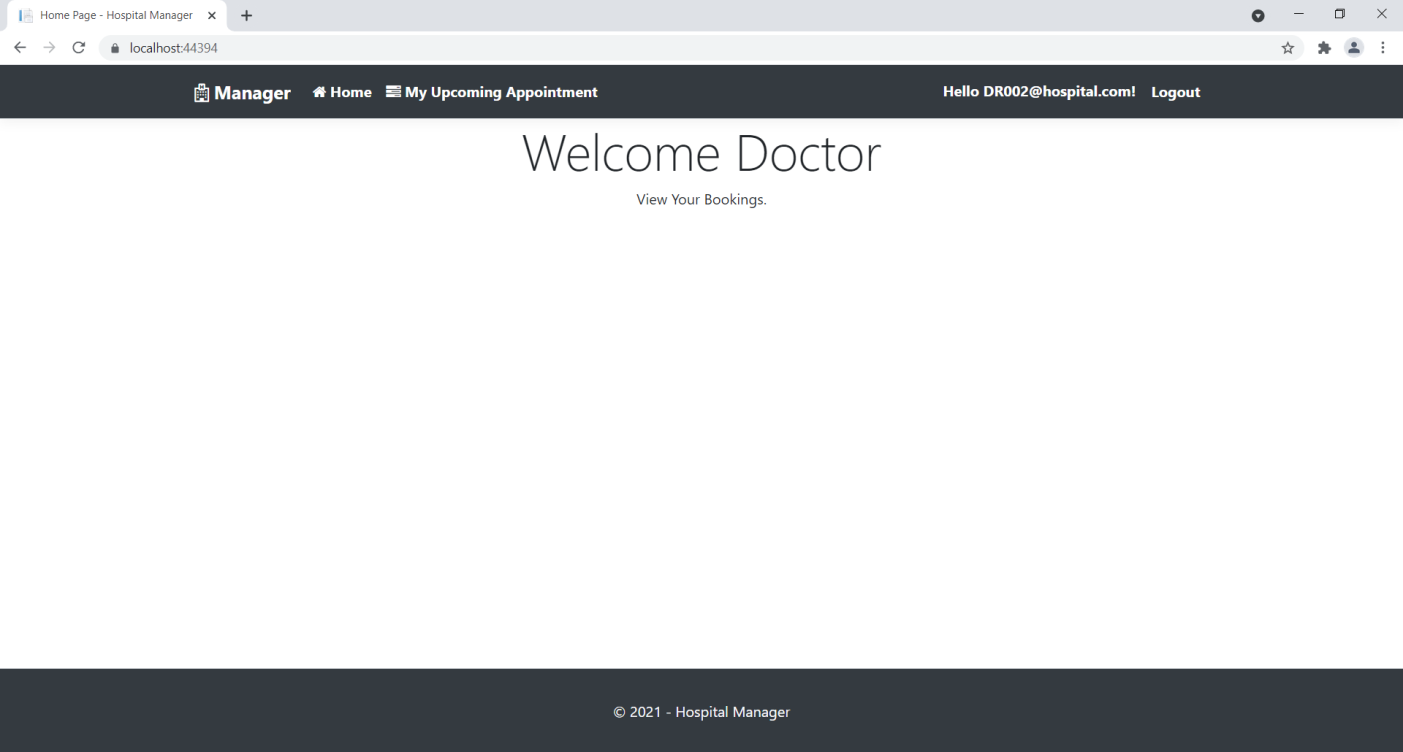 Home Page - Hospital Manager
localhost:44394
Manager Home My Upcoming Appointment Hello DR002@hospital.com! Logout
Welcome Doctor
View Your Bookings.
© 2021 - Hospital Manager